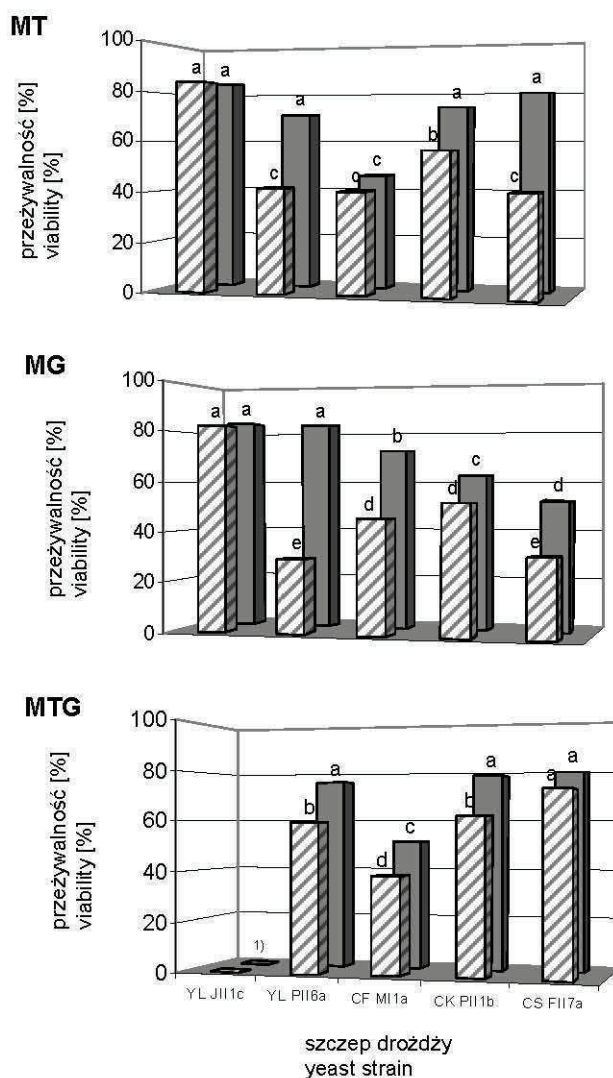 MT
przeżywalność [%]
viability [%]
100
80
60
40
20
0
a a
c a
c c
b a
c a
MG
przeżywalność [%]
viability [%]
100
80
60
40
20
0
a a
e a
d b
d c
e d
MTG
przeżywalność [%]
viability [%]
100
80
60
40
20
0
1)
b a
d c
b a
a a
YL JII1c YL PII6a CF MI1a CK PII1b CS FII7a
szczep drożdży
yeast strain